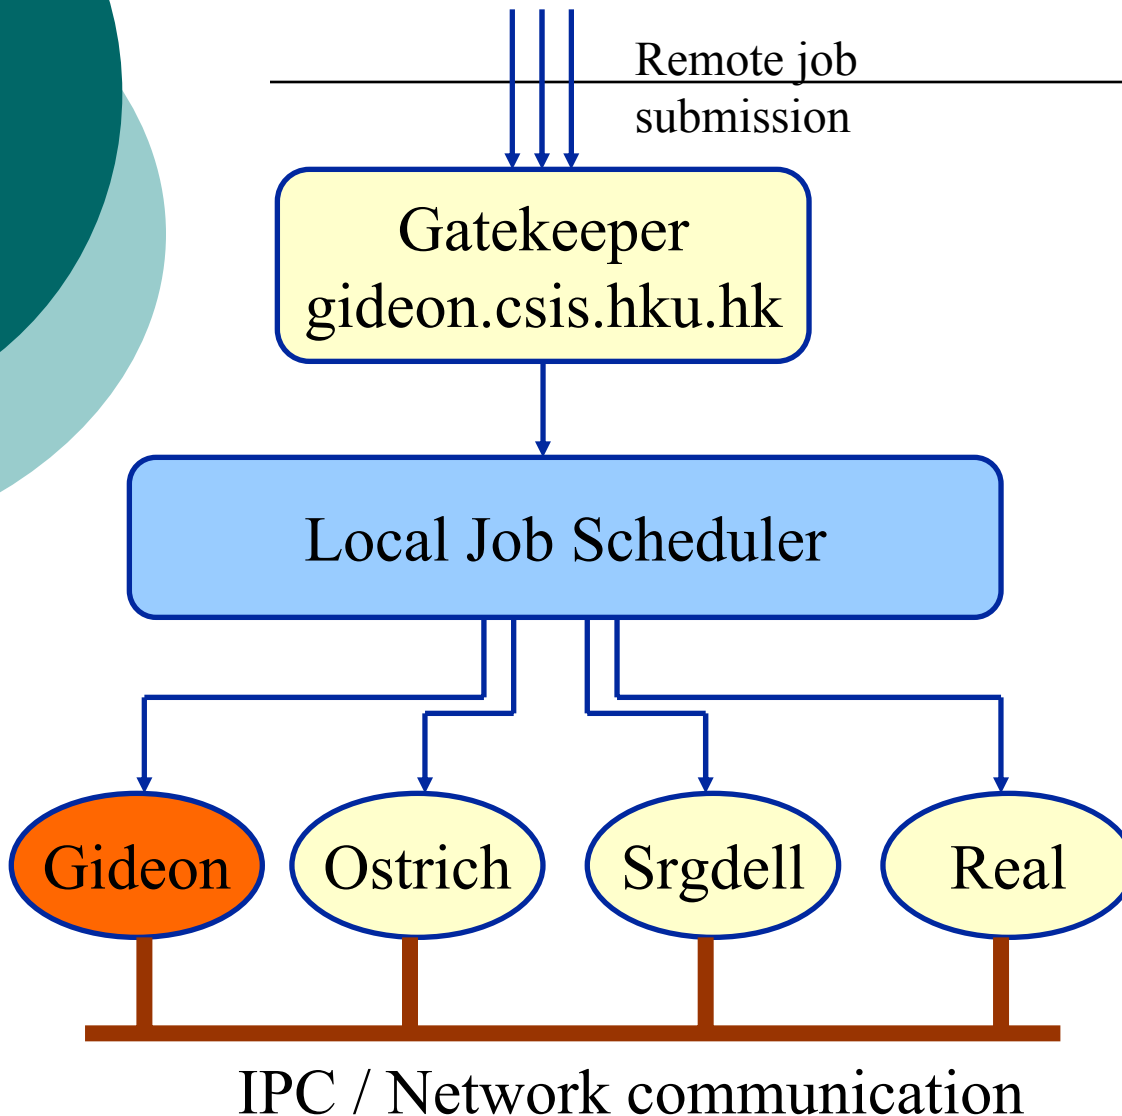 Remote job
submission
Gatekeeper
gideon.csis.hku.hk
Local Job Scheduler
Gideon
Ostrich
Srgdell
Real
IPC / Network communication